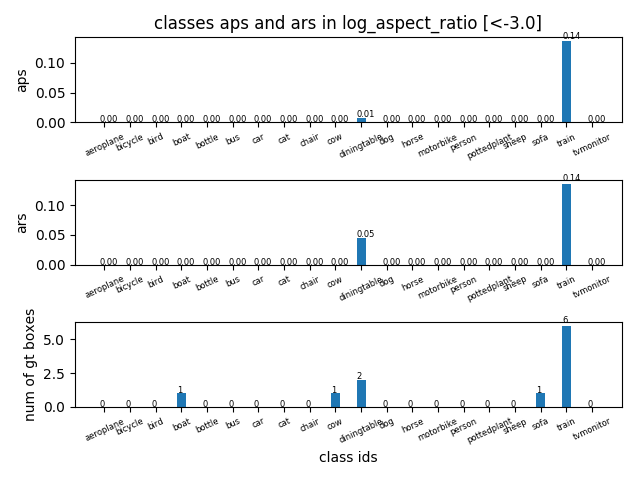 classes aps and ars in log_aspect_ratio [<-3.0]
aps
0.10
0.05
0.00
0.00 0.00 0.00 0.00 0.00 0.00 0.00 0.00 0.00 0.00 0.01 0.00 0.00 0.00 0.00 0.00 0.00 0.00 0.14 0.00
aeroplane bicycle bird boat bottle bus car cat chair cow diningtable dog horse motorbike person pottedplant sheep sofa train tvmonitor
ars
0.10
0.05
0.00
0.00 0.00 0.00 0.00 0.00 0.00 0.00 0.00 0.00 0.00 0.05 0.00 0.00 0.00 0.00 0.00 0.00 0.00 0.14 0.00
aeroplane bicycle bird boat bottle bus car cat chair cow diningtable dog horse motorbike person pottedplant sheep sofa train tvmonitor
num of gt boxes
5.0
2.5
0.0
0 0 0 1 0 0 0 0 0 1 2 0 0 0 0 0 0 1 6 0
aeroplane bicycle bird boat bottle bus car cat chair cow diningtable dog horse motorbike person pottedplant sheep sofa train tvmonitor
class ids